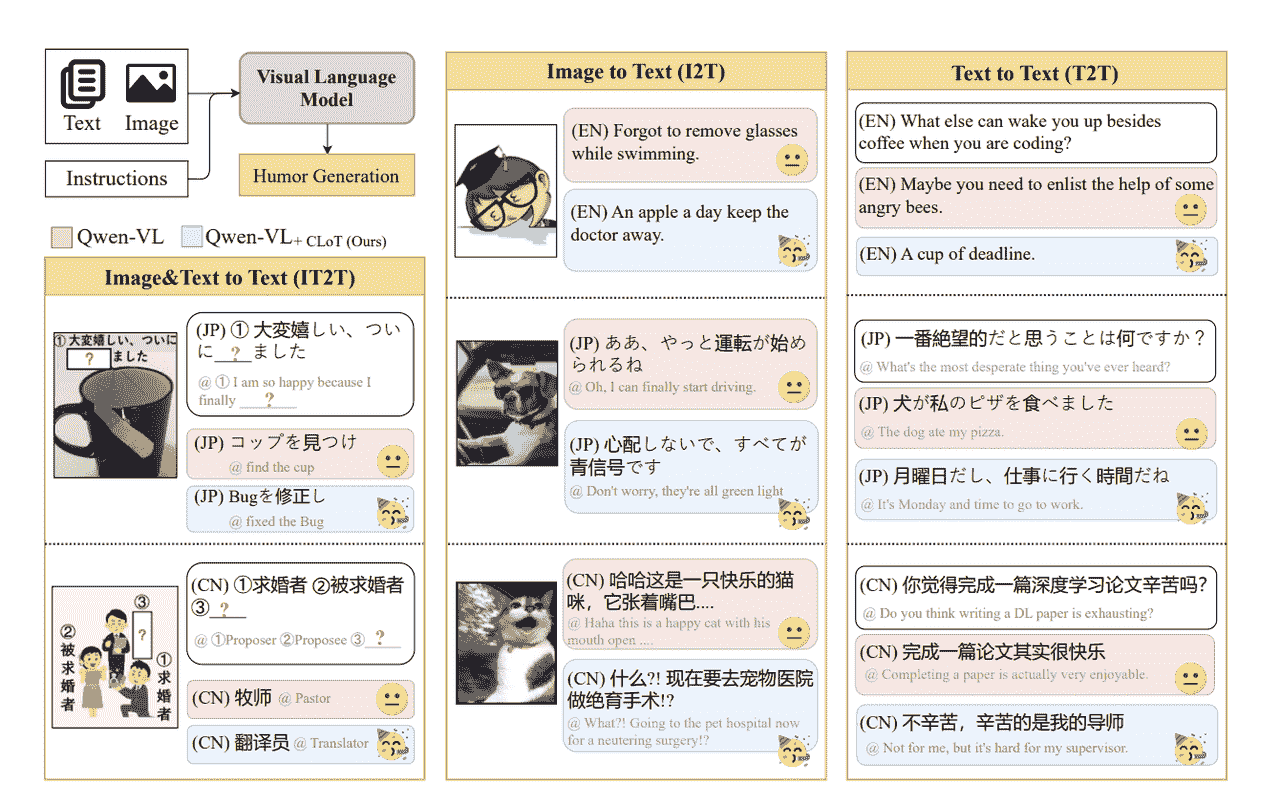 Text
Image
Instructions
Visual Language
Model
Humor Generation
Qwen-VL
Qwen-VL+ CLoT (Ours)
Image&Text to Text (IT2T)
① 大変嬉しい、ついに
?
ました
(JP) ① 大変嬉しい、つい
に__?__ました
@ ① I am so happy because I
finally __?__
(JP) コップを見つけ
@ find the cup
(JP) Bugを修正し
@ fixed the Bug
③
?
②被求婚者
①求婚者
(CN) ①求婚者 ②被求婚者
③__?__
@ ①Proposer ②Proposee ③__?__
(CN) 牧师 @ Pastor
(CN) 翻译员 @ Translator
Image to Text (I2T)
(EN) Forgot to remove glasses
while swimming.
(EN) An apple a day keep the
doctor away.
(JP) ああ、やっと運転が始め
られるね
@ Oh, I can finally start driving.
(JP) 心配しないで、すべてが
青信号です
@ Don't worry, they're all green light
(CN) 哈哈这是一只快乐的猫
咪，它张着嘴巴....
@ Haha this is a happy cat with his
mouth open ....
(CN) 什么?! 现在要去宠物医院
做绝育手术!?
@ What?! Going to the pet hospital now
for a neutering surgery!?
Text to Text (T2T)
(EN) What else can wake you up besides
coffee when you are coding?
(EN) Maybe you need to enlist the help of some
angry bees.
(EN) A cup of deadline.
(JP) 一番絶望的だと思うことは何ですか？
@ What's the most desperate thing you've ever heard?
(JP) 犬が私のピザを食べました
@ The dog ate my pizza.
(JP) 月曜日だし、仕事に行く時間だね
@ It's Monday and time to go to work.
(CN) 你觉得完成一篇深度学习论文辛苦吗?
@ Do you think writing a DL paper is exhausting?
(CN) 完成一篇论文其实很快乐
@ Completing a paper is actually very enjoyable.
(CN) 不辛苦，辛苦的是我的导师
@ Not for me, but it's hard for my supervisor.